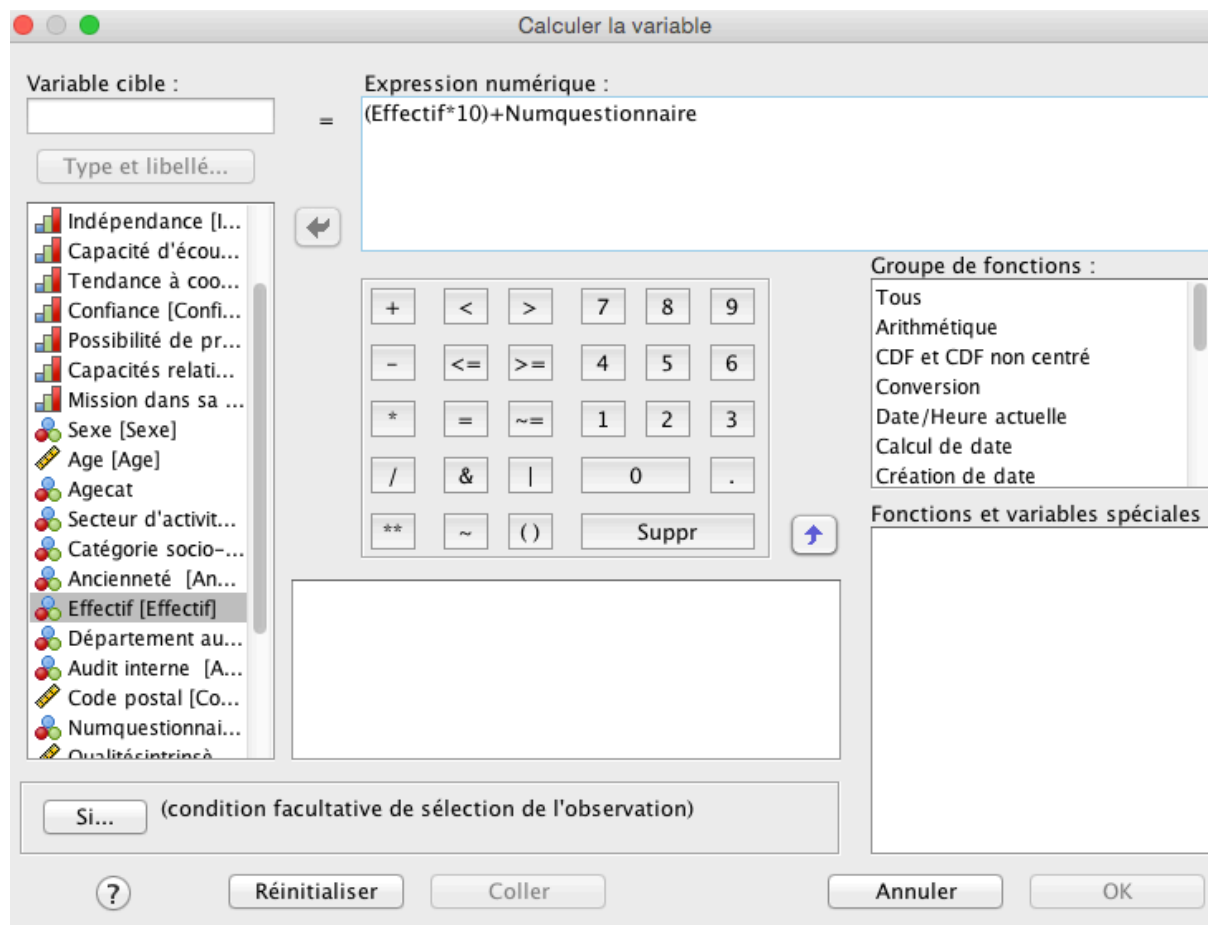 Calculer la variable
Variable cible :
Expression numérique :
=
(Effectif*10)+Numquestionnaire
Type et libellé...
Indépendance [I...
Capacité d'écou...
Tendance à coo...
Confiance [Confi...
Possibilité de pr...
Capacités relati...
Mission dans sa ...
Sexe [Sexe]
Age [Age]
Agecat
Secteur d'activit...
Catégorie socio-...
Ancienneté [An...
Effectif [Effectif]
Département au...
Audit interne [A...
Code postal [Co...
Numquestionnai...
Qualitésintrinsè
+ < > 7 8 9
- <= >= 4 5 6
* = ~= 1 2 3
/ & | 0 .
** ~ () Suppr
Groupe de fonctions :
Tous
Arithmétique
CDF et CDF non centré
Conversion
Date/Heure actuelle
Calcul de date
Création de date
Fonctions et variables spéciales
Si... (condition facultative de sélection de l'observation)
? Réinitialiser Coller Annuler OK